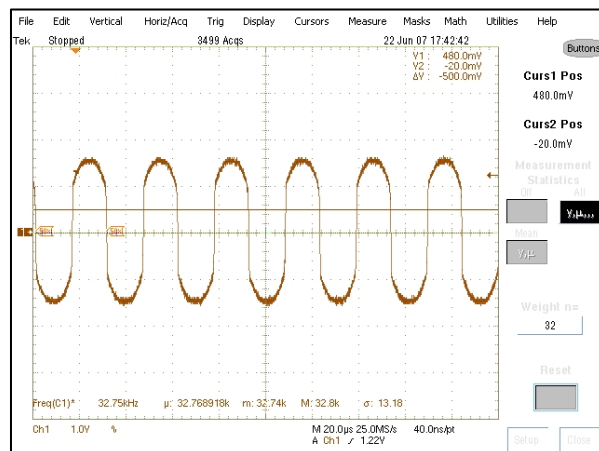 File Edit Vertical Horiz/Acq Trig Display Cursors Measure Masks Math Utilities Help
Tek Stopped 3499 Acqs 22 Jun 07 17:42:42
Buttons
V1 : 480.0mV
V2 : -20.0mV
ΔV : -500.0mV
Curs1 Pos
480.0mV
Curs2 Pos
-20.0mV
Measurement
Statistics
Off All
Mean
Weight n=
32
Reset
Setup Close
Freq(C1)* 32.75kHz µ: 32.768918k m: 32.74k M: 32.8k σ: 13.18
Ch1 1.0V M 20.0µs 25.0MS/s 40.0ns/pt
A Ch1 1.22V